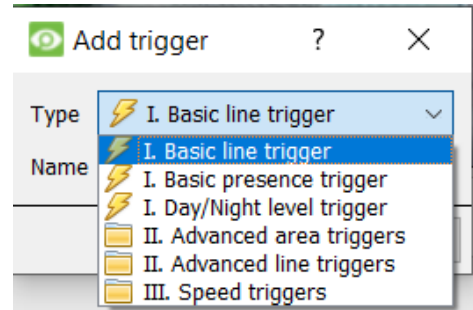 Add trigger ?
Type I. Basic line trigger
I. Basic line trigger
Name
I. Basic presence trigger
I. Day/Night level trigger
II. Advanced area triggers
II. Advanced line triggers
III. Speed triggers